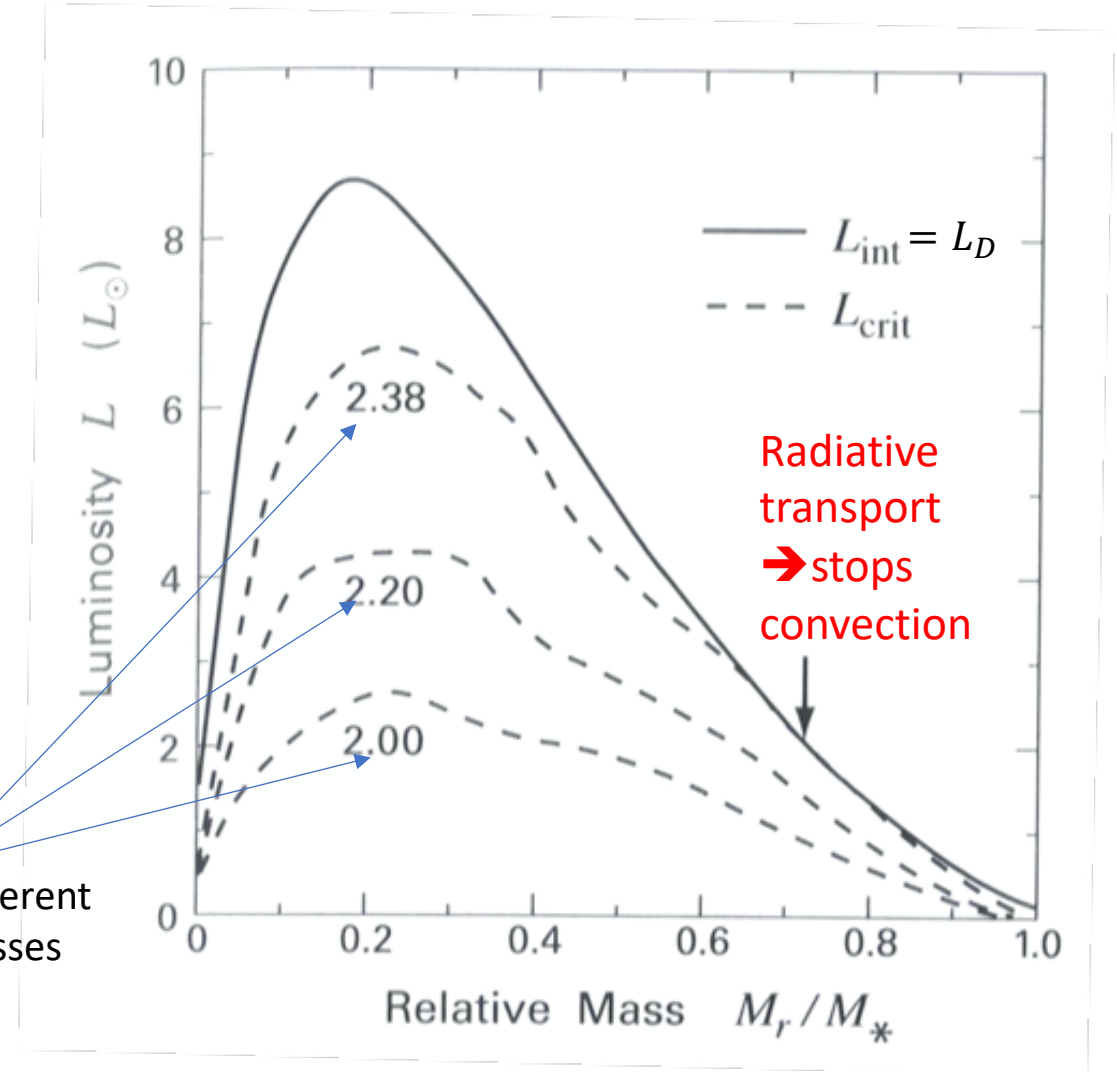 10
8
6
4
2
0
Luminosity L (L☉)
L_int = L_D
L_crit
2.38
2.20
2.00
Radiative
transport
➔stops
convection
erent
sses
0 0.2 0.4 0.6 0.8 1.0
Relative Mass M_r/M_*